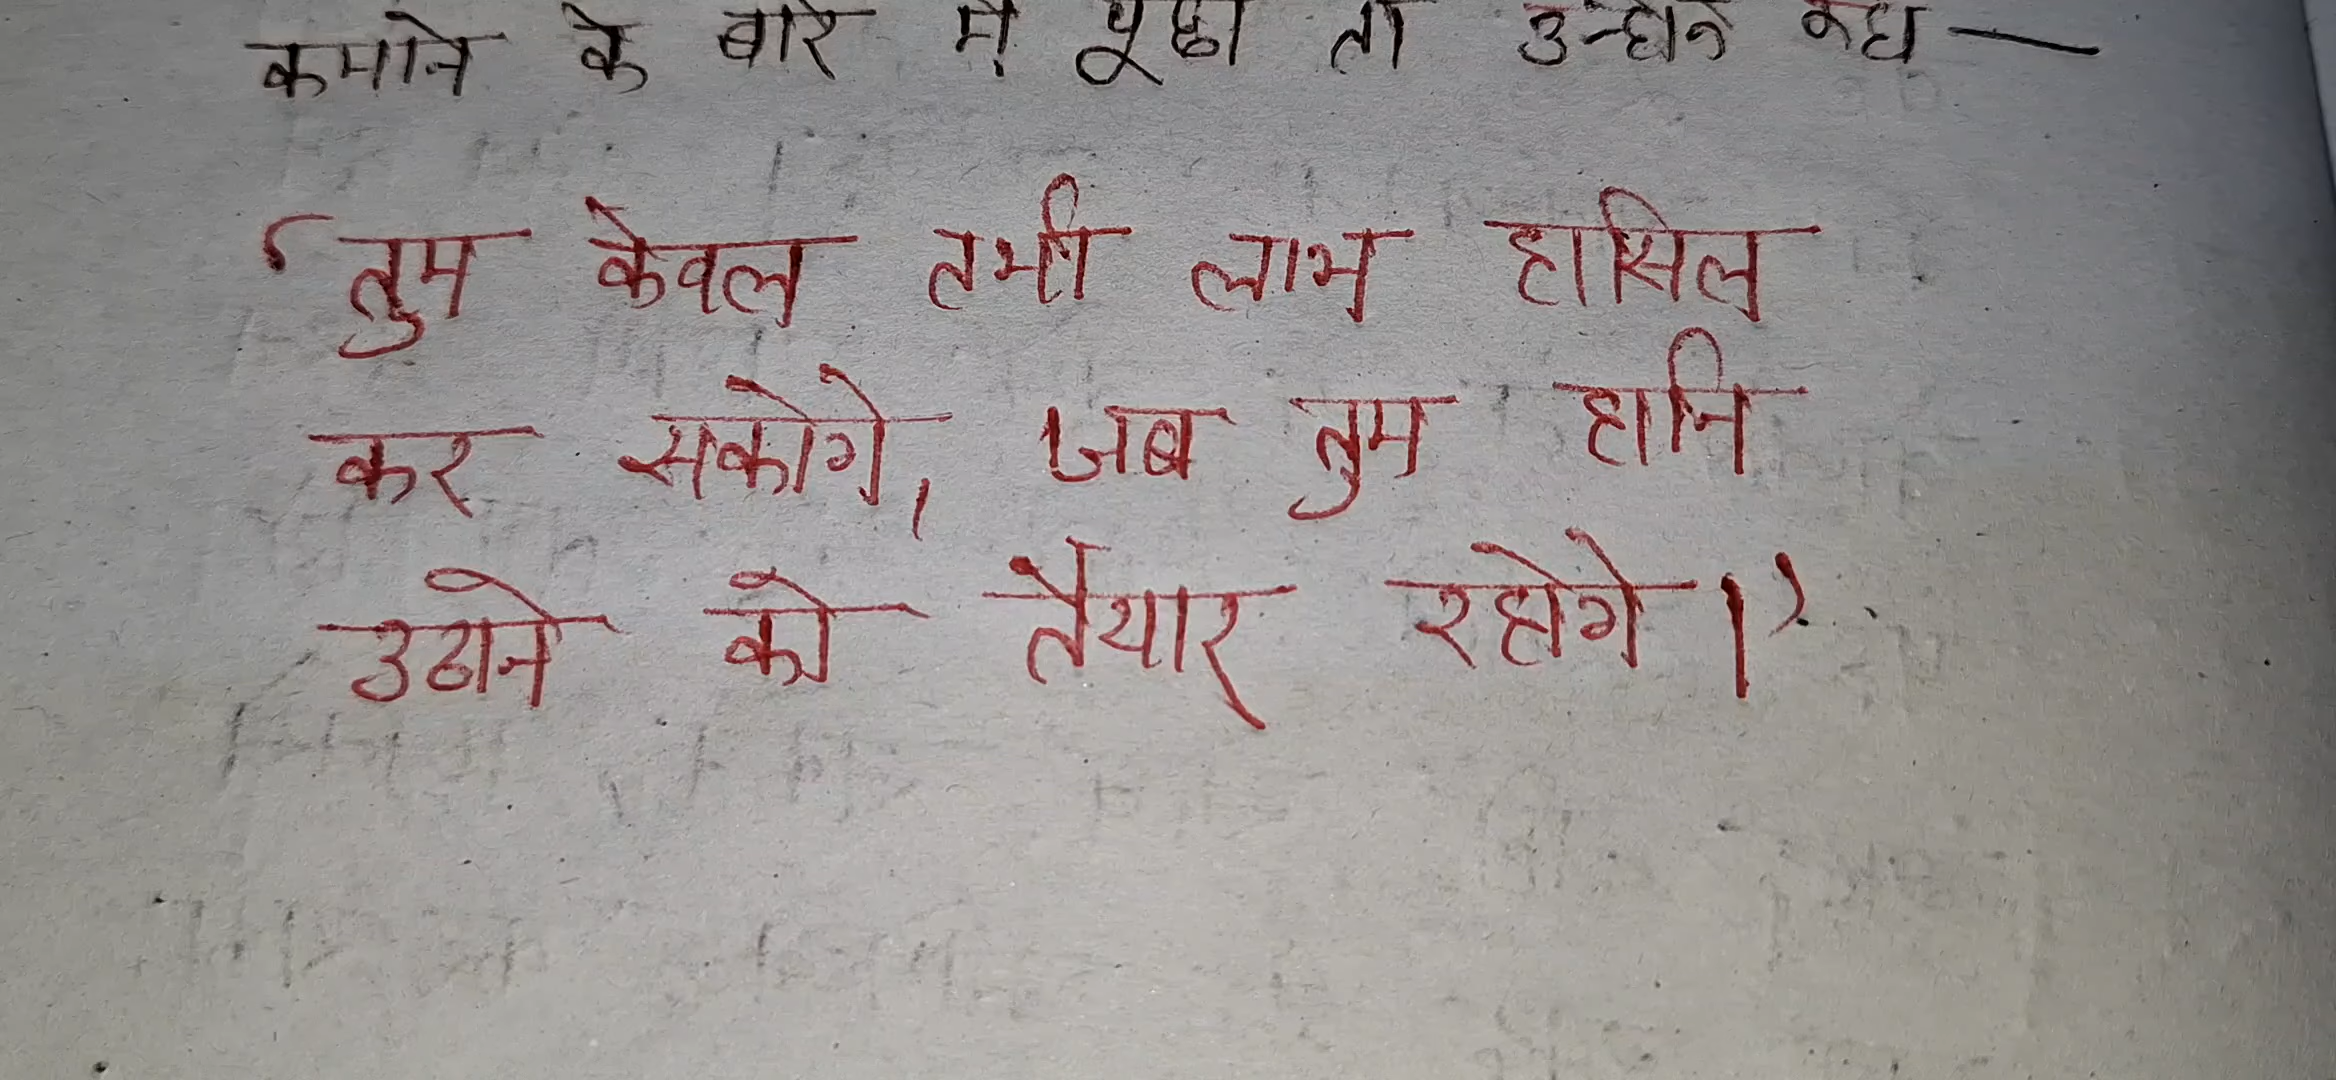 कमाने के बारे में पूछा तो उन्होंने कहा —
‘तुम केवल तभी लाभ हासिल
कर सकोगे, जब तुम हानि
उठाने को तैयार रहोगे।’